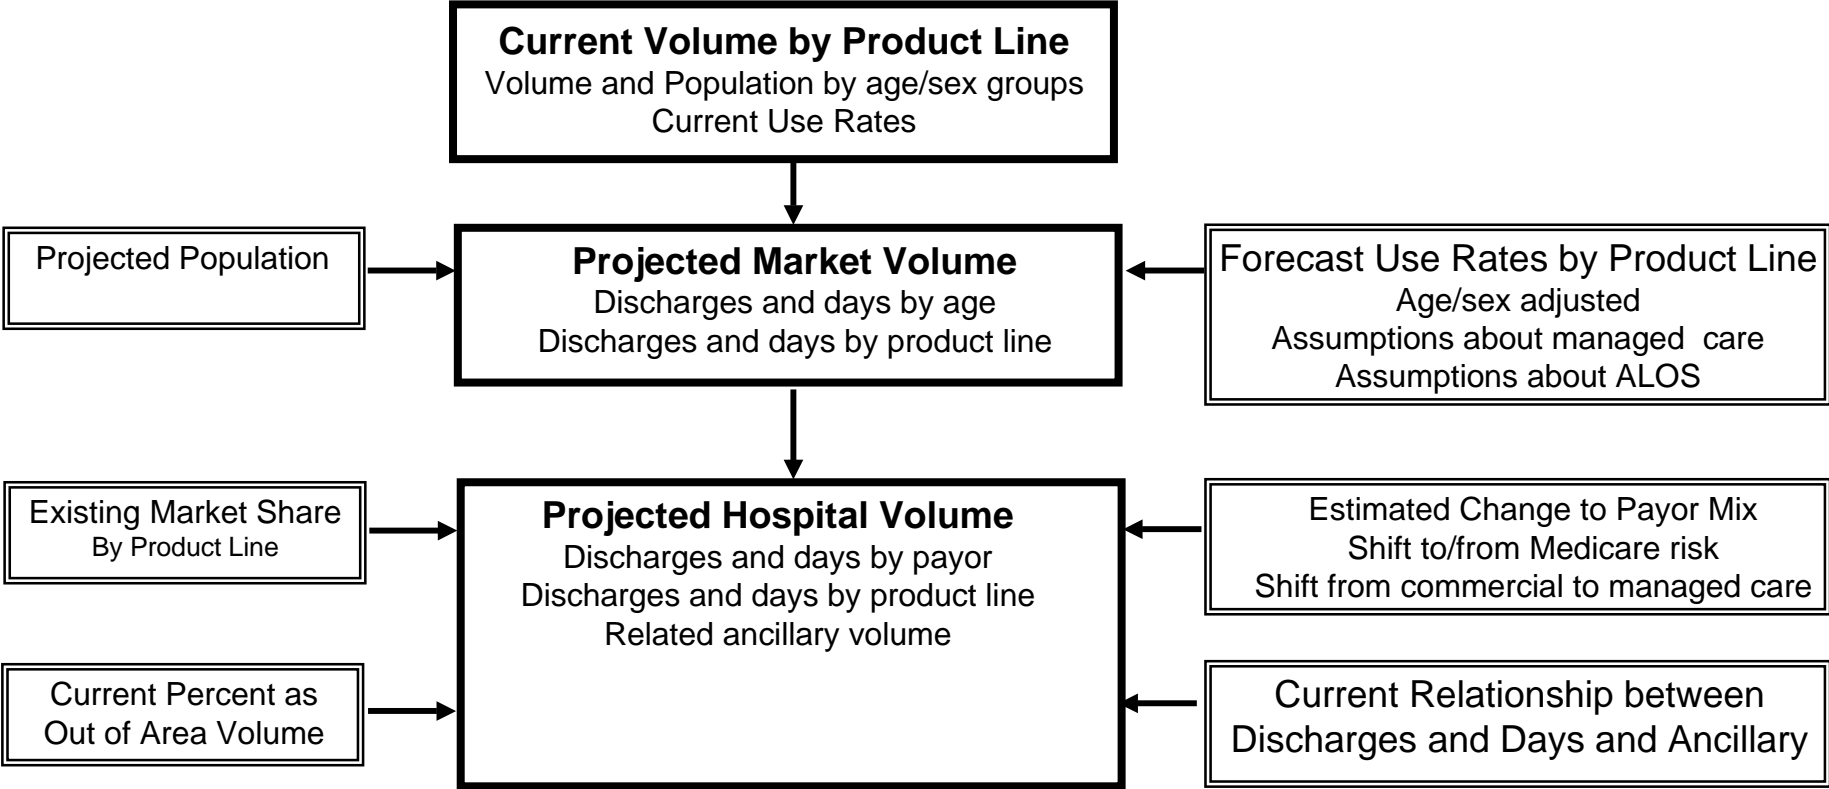 Current Volume by Product Line
Volume and Population by age/sex groups
Current Use Rates
Projected Population
Projected Market Volume
Discharges and days by age
Discharges and days by product line
Forecast Use Rates by Product Line
Age/sex adjusted
Assumptions about managed care
Assumptions about ALOS
Existing Market Share
By Product Line
Projected Hospital Volume
Discharges and days by payor
Discharges and days by product line
Related ancillary volume
Estimated Change to Payor Mix
Shift to/from Medicare risk
Shift from commercial to managed care
Current Percent as
Out of Area Volume
Current Relationship between
Discharges and Days and Ancillary